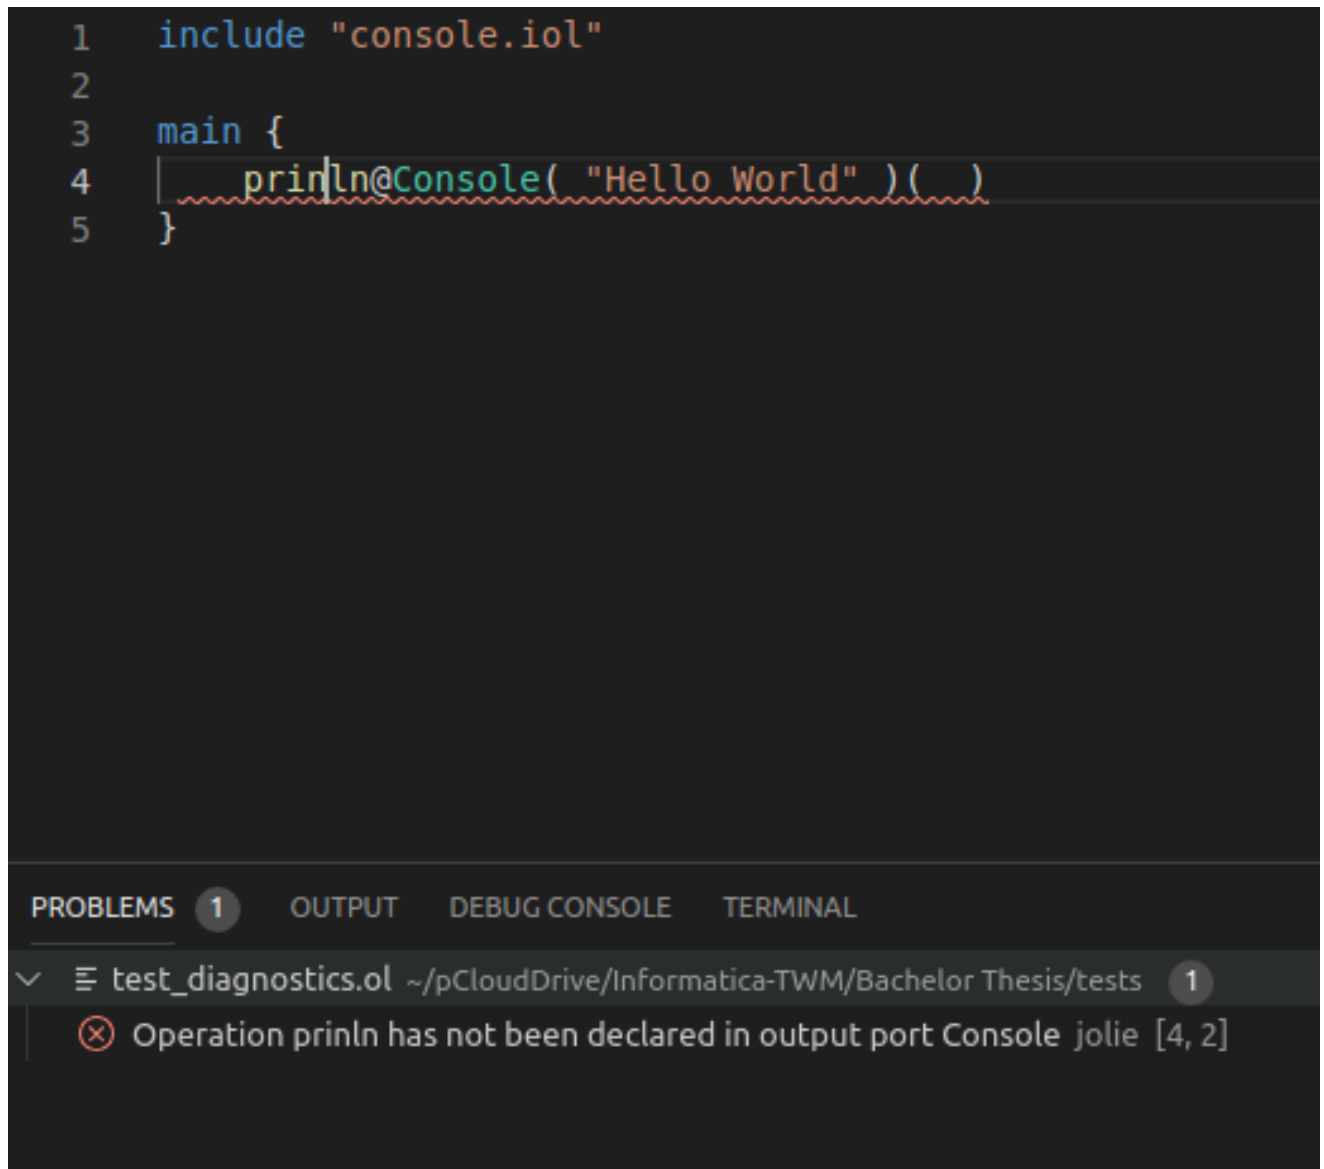 1 include "console.iol"
2
3 main {
4 prinln@Console( "Hello World" )(  )
5 }
PROBLEMS 1 OUTPUT DEBUG CONSOLE TERMINAL
test_diagnostics.ol ~/pCloudDrive/Informatica-TWM/Bachelor Thesis/tests 1
Operation prinln has not been declared in output port Console jolie [4, 2]